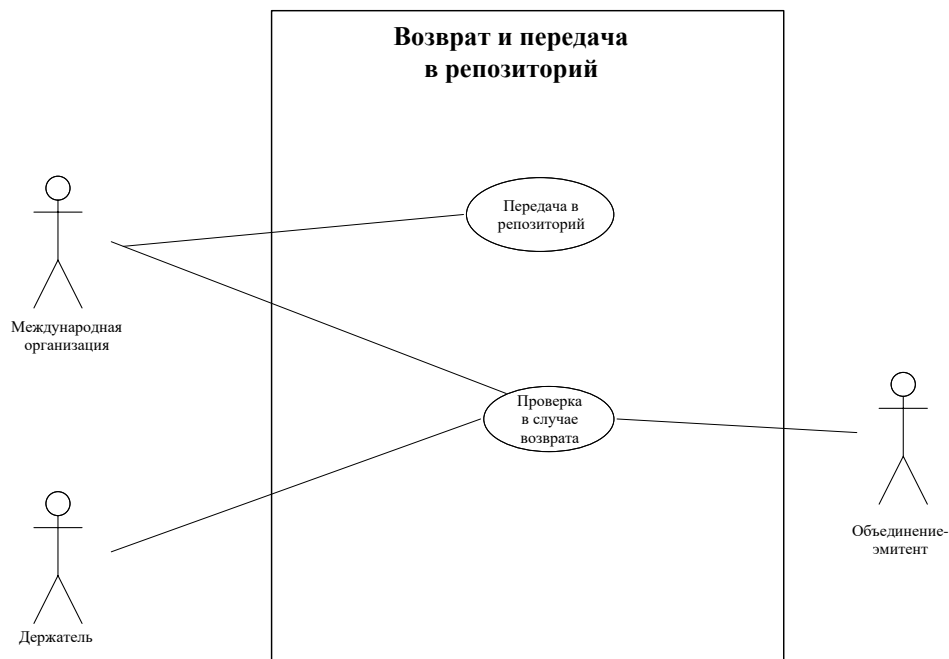 Возврат и передача
в репозиторий
Передача в
репозиторий
Международная
организация
Проверка
в случае
возврата
Объединение-
эмитент
Держатель